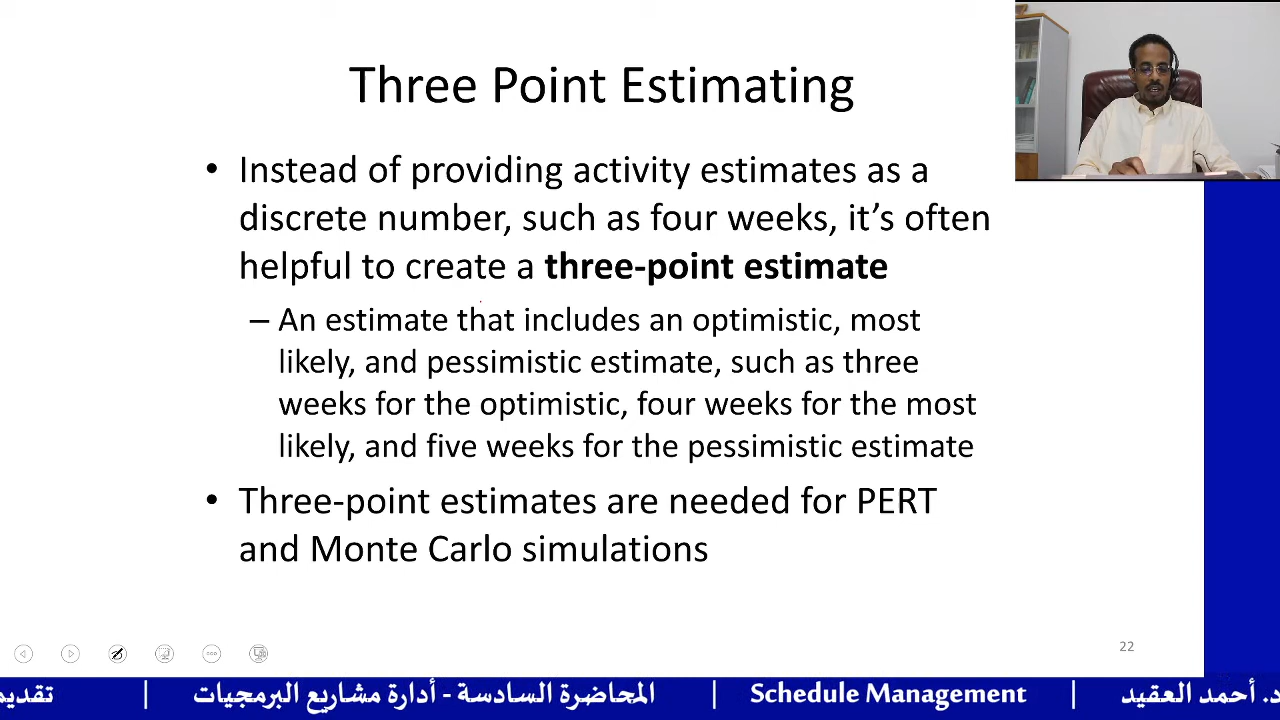 Three Point Estimating
• Instead of providing activity estimates as a
discrete number, such as four weeks, it’s often
helpful to create a three-point estimate
– An estimate that includes an optimistic, most
likely, and pessimistic estimate, such as three
weeks for the optimistic, four weeks for the most
likely, and five weeks for the pessimistic estimate
• Three-point estimates are needed for PERT
and Monte Carlo simulations
22
د. أحمد العقيد | Schedule Management | المحاضرة السادسة - أدارة مشاريع البرمجيات | تقديم